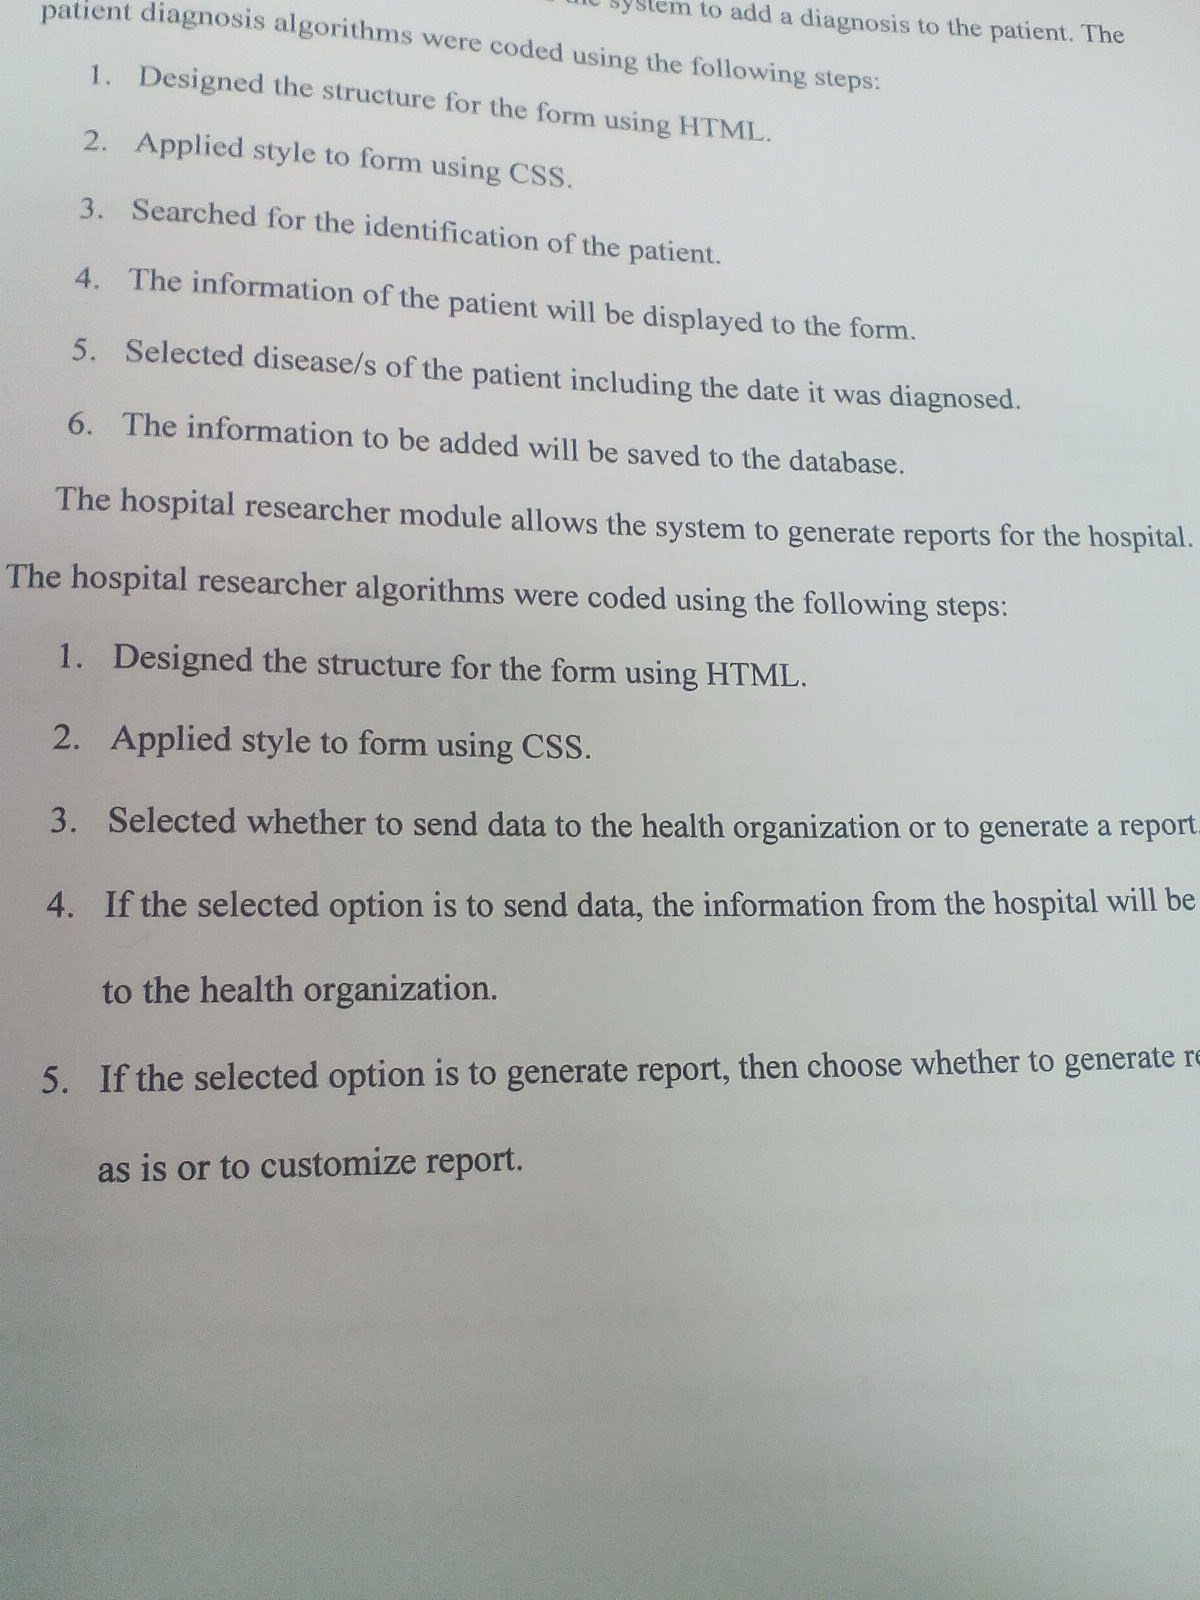 system to add a diagnosis to the patient. The
patient diagnosis algorithms were coded using the following steps:
1. Designed the structure for the form using HTML.
2. Applied style to form using CSS.
3. Searched for the identification of the patient.
4. The information of the patient will be displayed to the form.
5. Selected disease/s of the patient including the date it was diagnosed.
6. The information to be added will be saved to the database.
The hospital researcher module allows the system to generate reports for the hospital.
The hospital researcher algorithms were coded using the following steps:
1. Designed the structure for the form using HTML.
2. Applied style to form using CSS.
3. Selected whether to send data to the health organization or to generate a report.
4. If the selected option is to send data, the information from the hospital will be
to the health organization.
5. If the selected option is to generate report, then choose whether to generate
as is or to customize report.